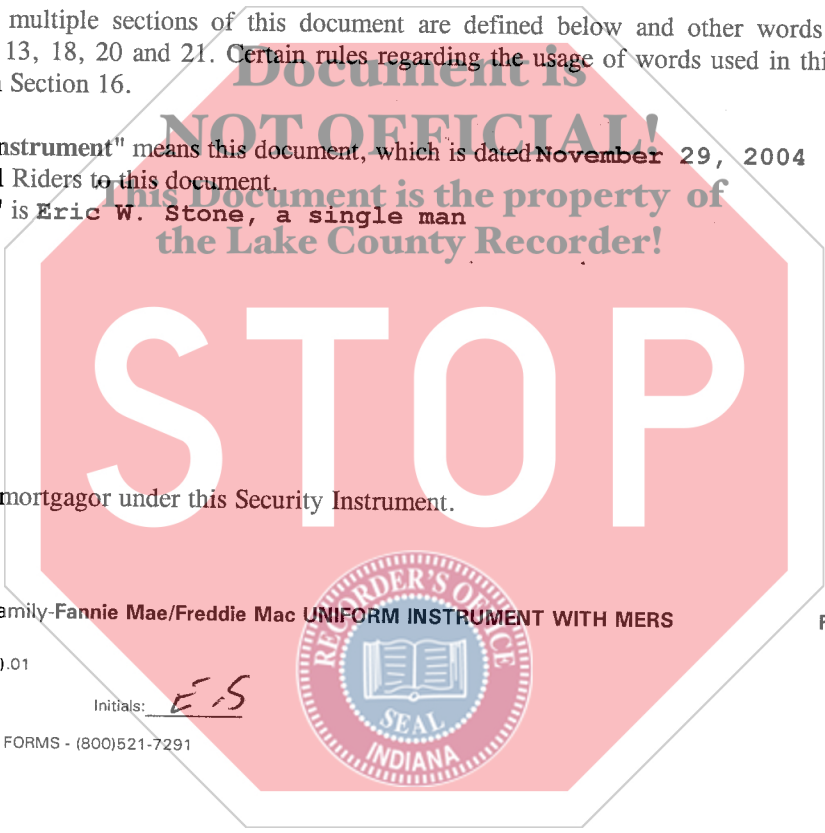 multiple sections of this document are defined below and other words
13, 18, 20 and 21. Certain rules regarding the usage of words used in thi
Section 16.
Document is
NOT OFFICIAL!
This Document is the property of
the Lake County Recorder!
nstrument" means this document, which is dated November 29, 2004
Riders to this document.
" is Eric W. Stone, a single man
STOP
mortgagor under this Security Instrument.
amily-Fannie Mae/Freddie Mac UNIFORM INSTRUMENT WITH MERS
).01
Initials: E.S
FORMS - (800)521-7291
RECORDER'S OFFICE
SEAL
INDIANA